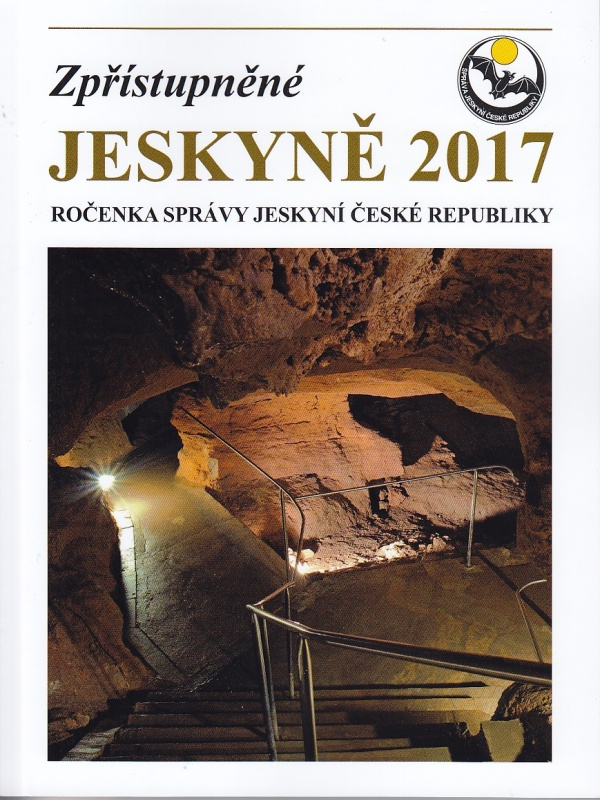 Zpřístupněné
JESKYNĚ 2017
ROČENKA SPRÁVY JESKYNÍ ČESKÉ REPUBLIKY
SPRÁVA JESKYNÍ ČESKÉ REPUBLIKY